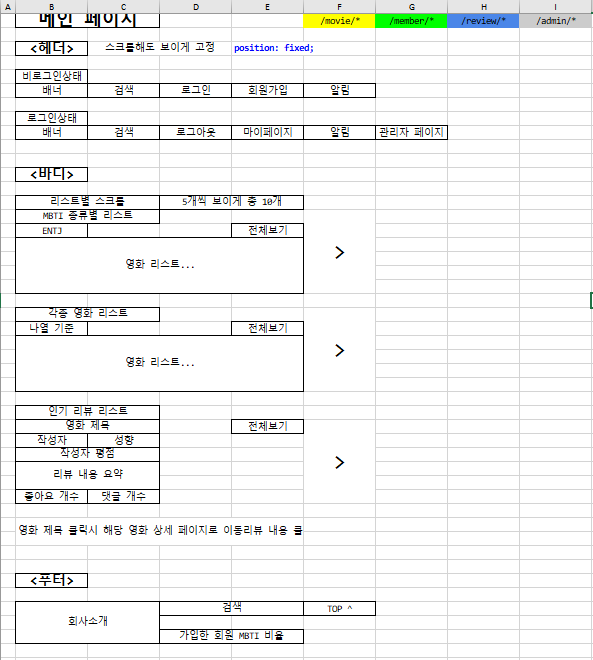 A B C D E F G H I
메인 페이지 /movie/* /member/* /review/* /admin/*
<헤더> 스크롤해도 보이게 고정 position: fixed;
비로그인상태
배너 검색 로그인 회원가입 알림
로그인상태
배너 검색 로그아웃 마이페이지 알림 관리자 페이지
<바디>
리스트별 스크롤 5개씩 보이게 총 10개
MBTI 종류별 리스트
ENTJ 전체보기
영화 리스트... >
각종 영화 리스트
나열 기준 전체보기
영화 리스트... >
인기 리뷰 리스트
영화 제목 전체보기
작성자 성향
작성자 평점
리뷰 내용 요약 >
좋아요 개수 댓글 개수
영화 제목 클릭시 해당 영화 상세 페이지로 이동리뷰 내용 클
<푸터>
검색 TOP ^
회사소개
가입한 회원 MBTI 비율